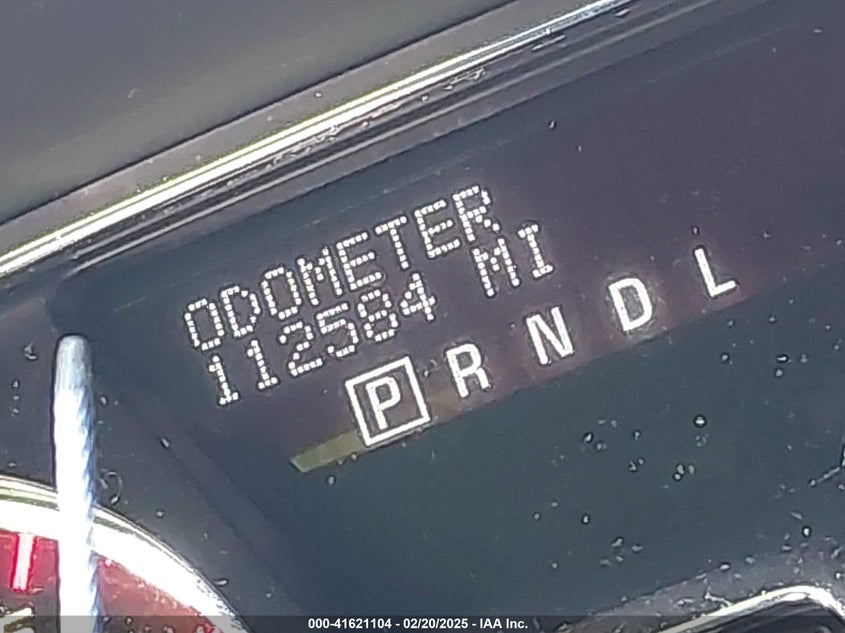 ODOMETER
112584 MI
P R N D L
000-41621104 - 02/20/2025 - IAA Inc.